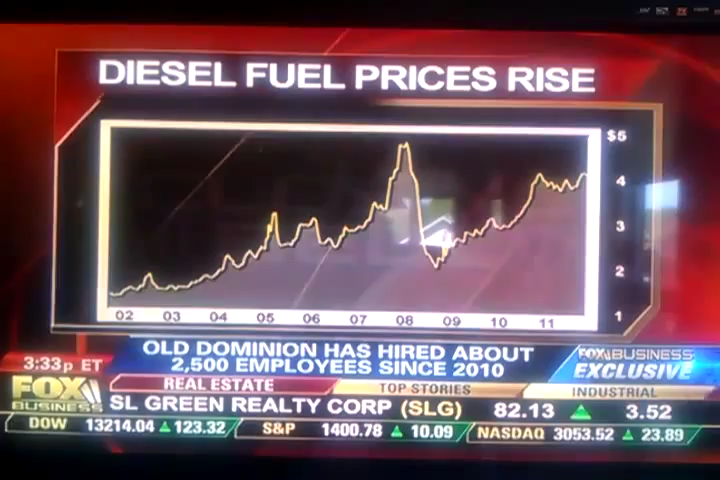 DIESEL FUEL PRICES RISE
$5
4
3
2
1
02 03 04 05 06 07 08 09 10 11
OLD DOMINION HAS HIRED ABOUT
2,500 EMPLOYEES SINCE 2010
FOX BUSINESS
EXCLUSIVE
3:33p ET
FOX
BUSINESS
REAL ESTATE TOP STORIES INDUSTRIAL
SL GREEN REALTY CORP (SLG) 82.13 ▲ 3.52
DOW 13214.04 ▲ 123.32 S&P 1400.78 ▲ 10.09 NASDAQ 3053.52 ▲ 23.89